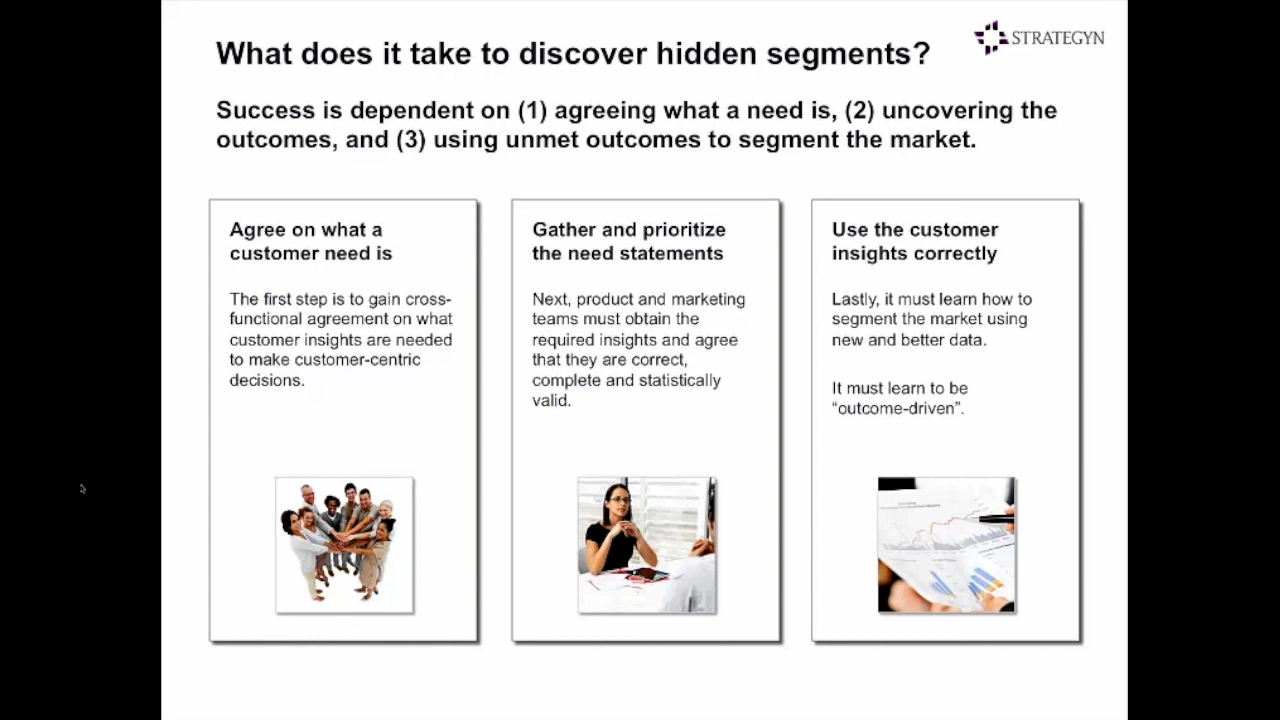 What does it take to discover hidden segments?
STRATEGYN
Success is dependent on (1) agreeing what a need is, (2) uncovering the
outcomes, and (3) using unmet outcomes to segment the market.
Agree on what a
customer need is
The first step is to gain cross-
functional agreement on what
customer insights are needed
to make customer-centric
decisions.
Gather and prioritize
the need statements
Next, product and marketing
teams must obtain the
required insights and agree
that they are correct,
complete and statistically
valid.
Use the customer
insights correctly
Lastly, it must learn how to
segment the market using
new and better data.
It must learn to be
“outcome-driven”.